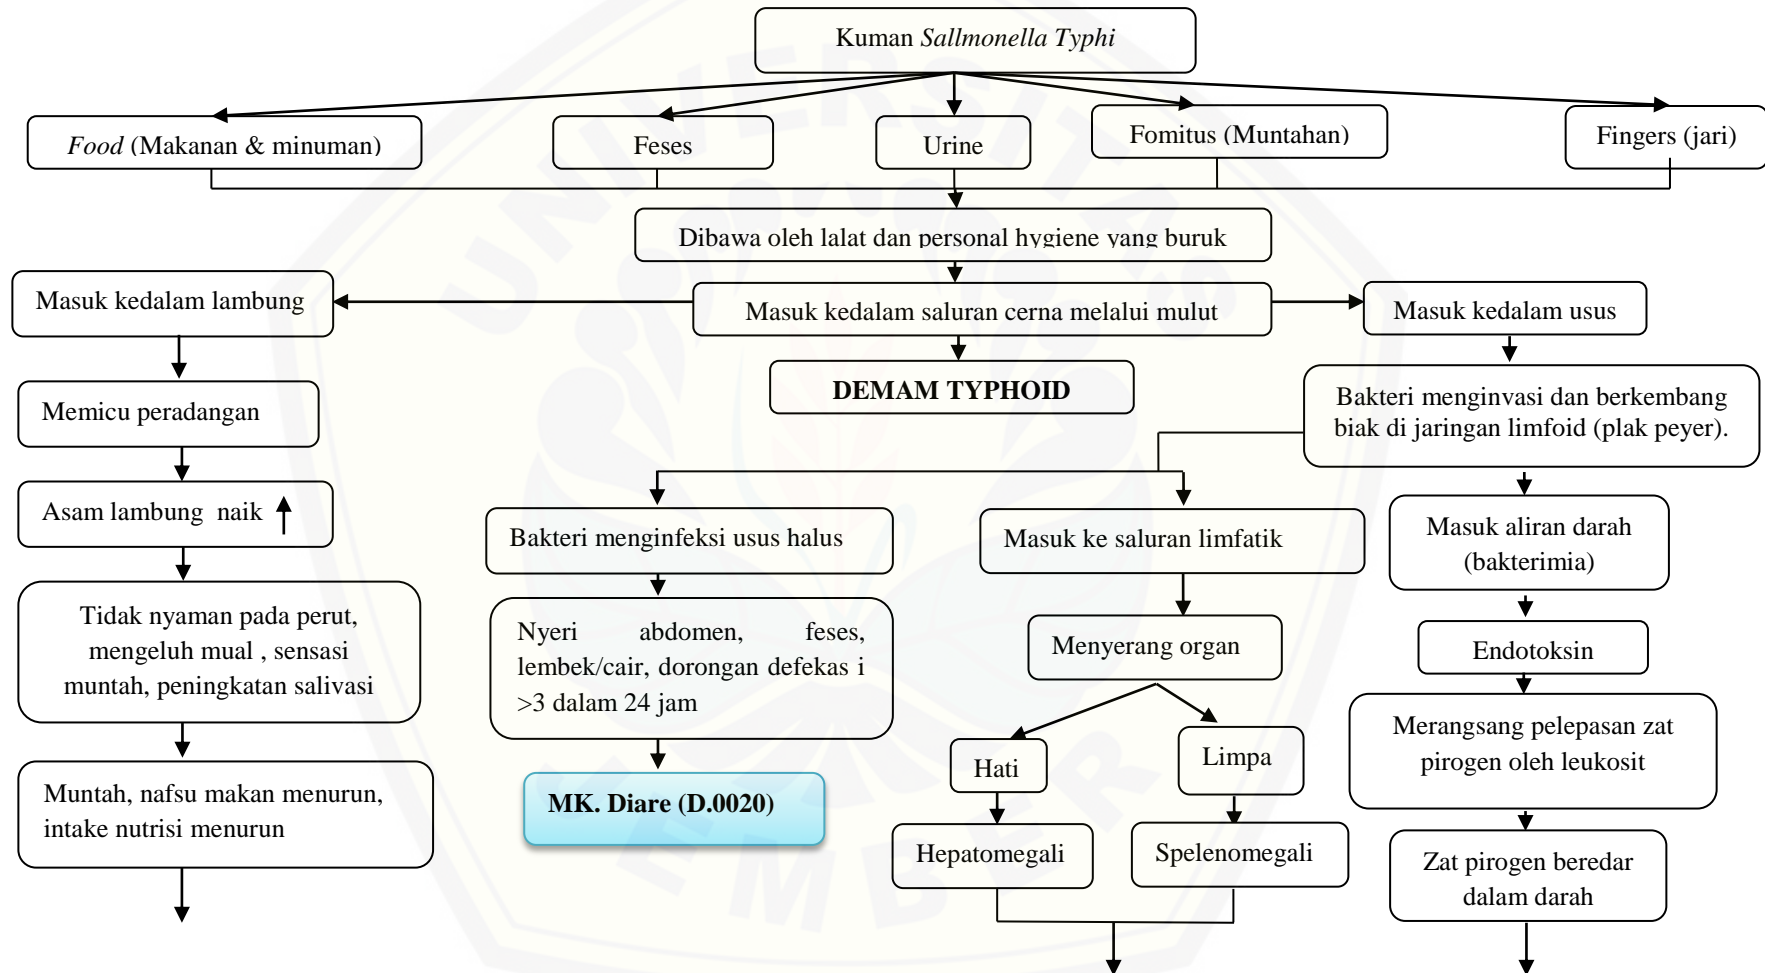 Kuman Sallmonella Typhi
Food (Makanan & minuman)
Feses
Urine
Fomitus (Muntahan)
Fingers (jari)
Dibawa oleh lalat dan personal hygiene yang buruk
Masuk kedalam lambung
Masuk kedalam saluran cerna melalui mulut
Masuk kedalam usus
DEMAM TYPHOID
Memicu peradangan
Bakteri menginvasi dan berkembang
biak di jaringan limfoid (plak peyer).
Asam lambung naik
Bakteri menginfeksi usus halus
Masuk ke saluran limfatik
Masuk aliran darah
(bakterimia)
Tidak nyaman pada perut,
mengeluh mual , sensasi
muntah, peningkatan salivasi
Nyeri abdomen, feses,
lembek/cair, dorongan defekas i
>3 dalam 24 jam
Menyerang organ
Endotoksin
Merangsang pelepasan zat
pirogen oleh leukosit
Hati
Limpa
Muntah, nafsu makan menurun,
intake nutrisi menurun
MK. Diare (D.0020)
Hepatomegali
Spelenomegali
Zat pirogen beredar
dalam darah
UNIVERSITAS
JEMBER